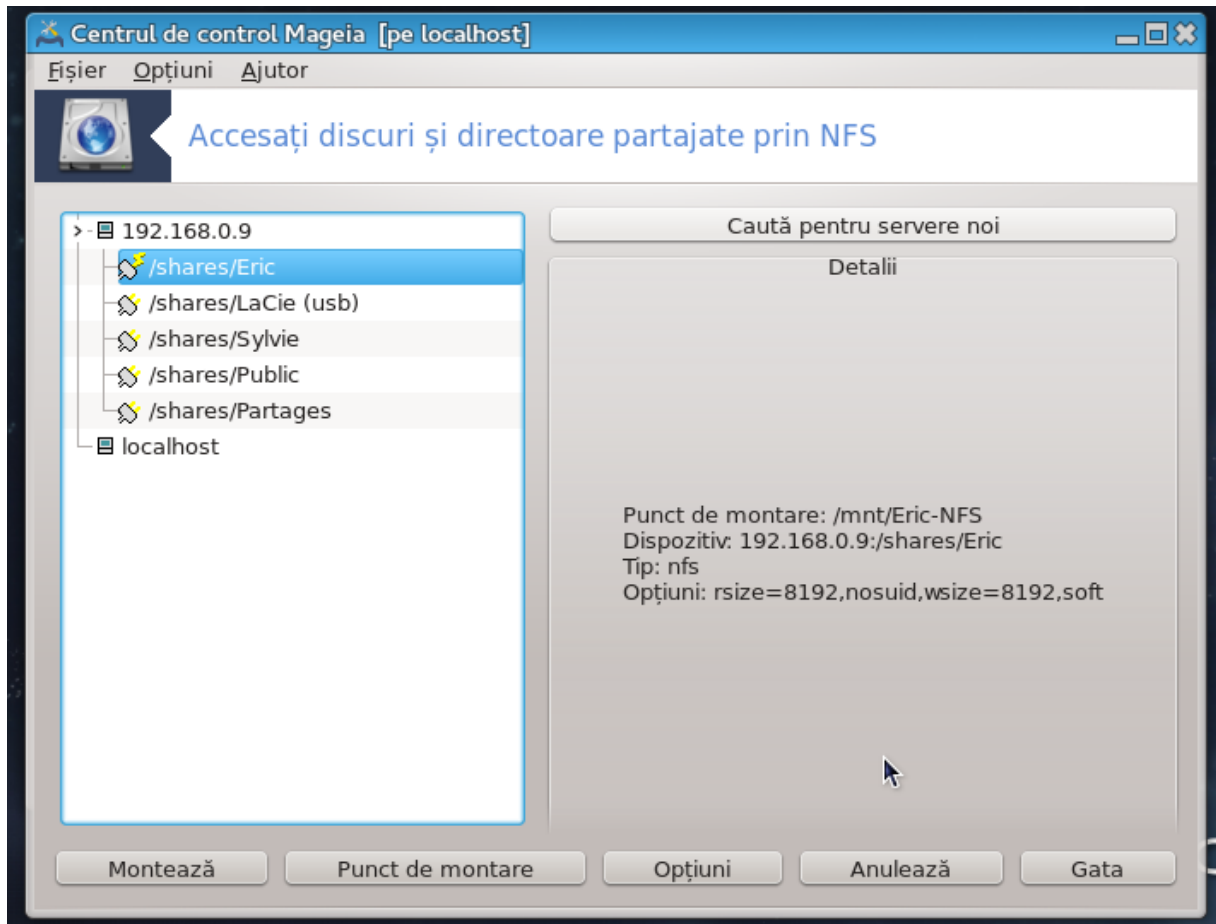 Centrul de control Mageia [pe localhost]
Fișier Opțiuni Ajutor
Accesați discuri și directoare partajate prin NFS
192.168.0.9
/shares/Eric
/shares/LaCie (usb)
/shares/Sylvie
/shares/Public
/shares/Partages
localhost
Caută pentru servere noi
Detalii
Punct de montare: /mnt/Eric-NFS
Dispozitiv: 192.168.0.9:/shares/Eric
Tip: nfs
Opțiuni: rsize=8192,nosuid,wsize=8192,soft
Montează Punct de montare Opțiuni Anulează Gata